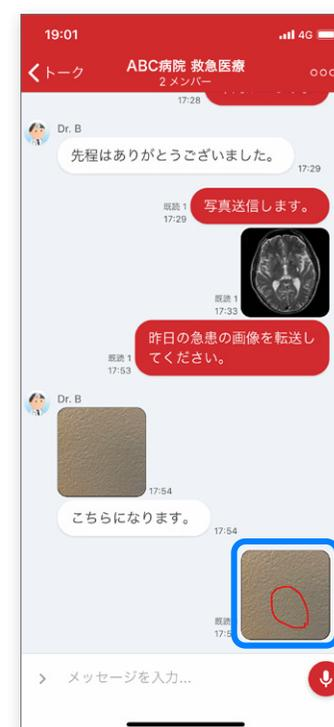 19:01
4G
トーク
ABC病院 救急医療
2 メンバー
17:28
Dr. B
先程はありがとうございました。
17:29
既読 1
17:29
写真送信します。
既読 1
17:33
昨日の急患の画像を転送し
てください。
既読 1
17:53
Dr. B
17:54
こちらになります。
17:54
既読
メッセージを入力...